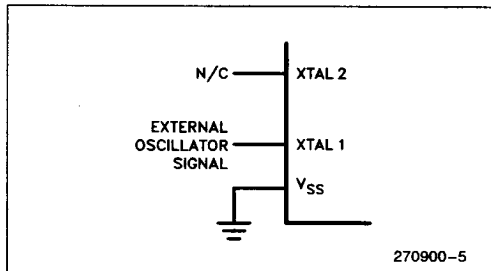 N/C
XTAL 2
EXTERNAL
OSCILLATOR
SIGNAL
XTAL 1
VSS
270900-5